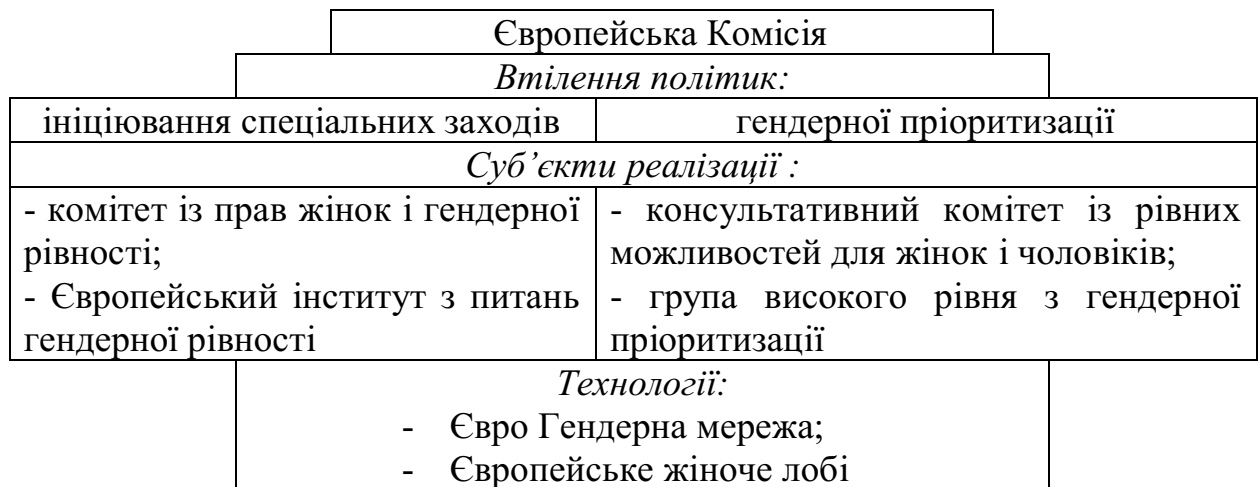 Європейська Комісія
Втілення політик:
ініціювання спеціальних заходів
гендерної пріоритизації
Суб’єкти реалізації :
- комітет із прав жінок і гендерної
рівності;
- Європейський інститут з питань
гендерної рівності
- консультативний комітет із рівних
можливостей для жінок і чоловіків;
- група високого рівня з гендерної
пріоритизації
Технології:
- Євро Гендерна мережа;
- Європейське жіноче лобі